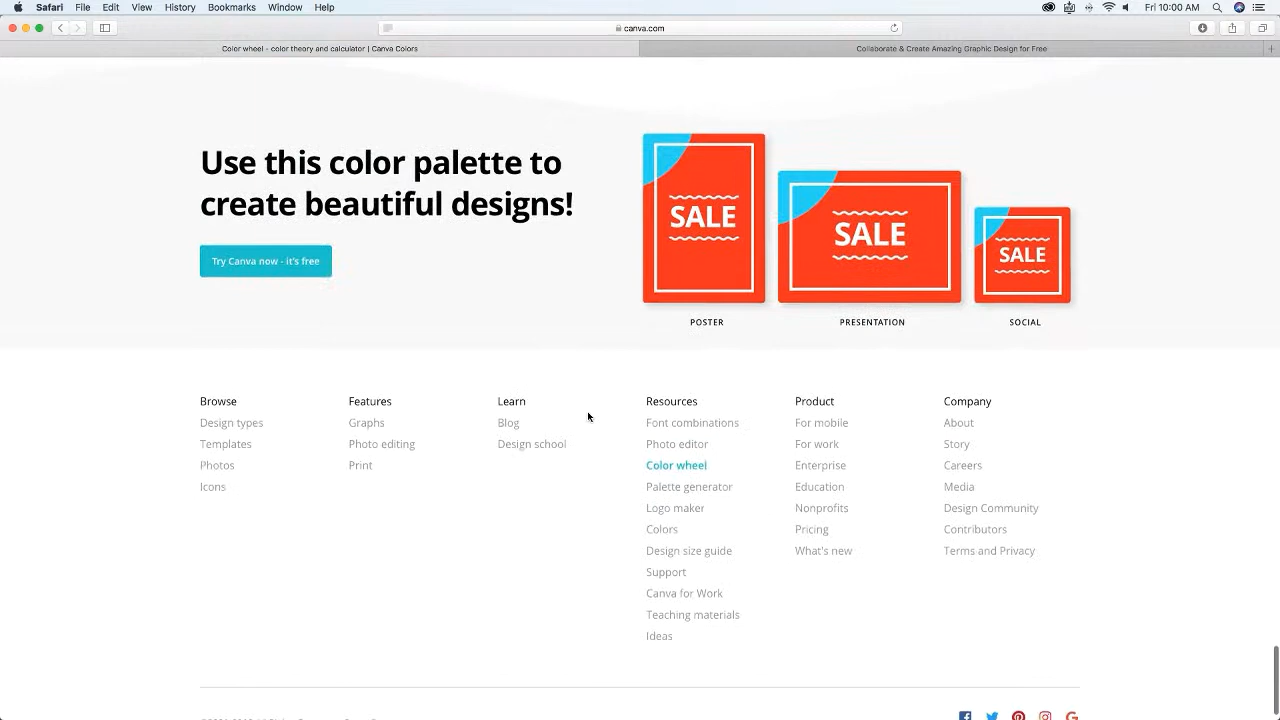 Safari File Edit View History Bookmarks Window Help Fri 10:00 AM
canva.com
Color wheel - color theory and calculator | Canva Colors
Collaborate & Create Amazing Graphic Design for Free
Use this color palette to
create beautiful designs!
Try Canva now - it's free
SALE
SALE
SALE
POSTER
PRESENTATION
SOCIAL
Browse
Design types
Templates
Photos
Icons
Features
Graphs
Photo editing
Print
Learn
Blog
Design school
Resources
Font combinations
Photo editor
Color wheel
Palette generator
Logo maker
Colors
Design size guide
Support
Canva for Work
Teaching materials
Ideas
Product
For mobile
For work
Enterprise
Education
Nonprofits
Pricing
What's new
Company
About
Story
Careers
Media
Design Community
Contributors
Terms and Privacy